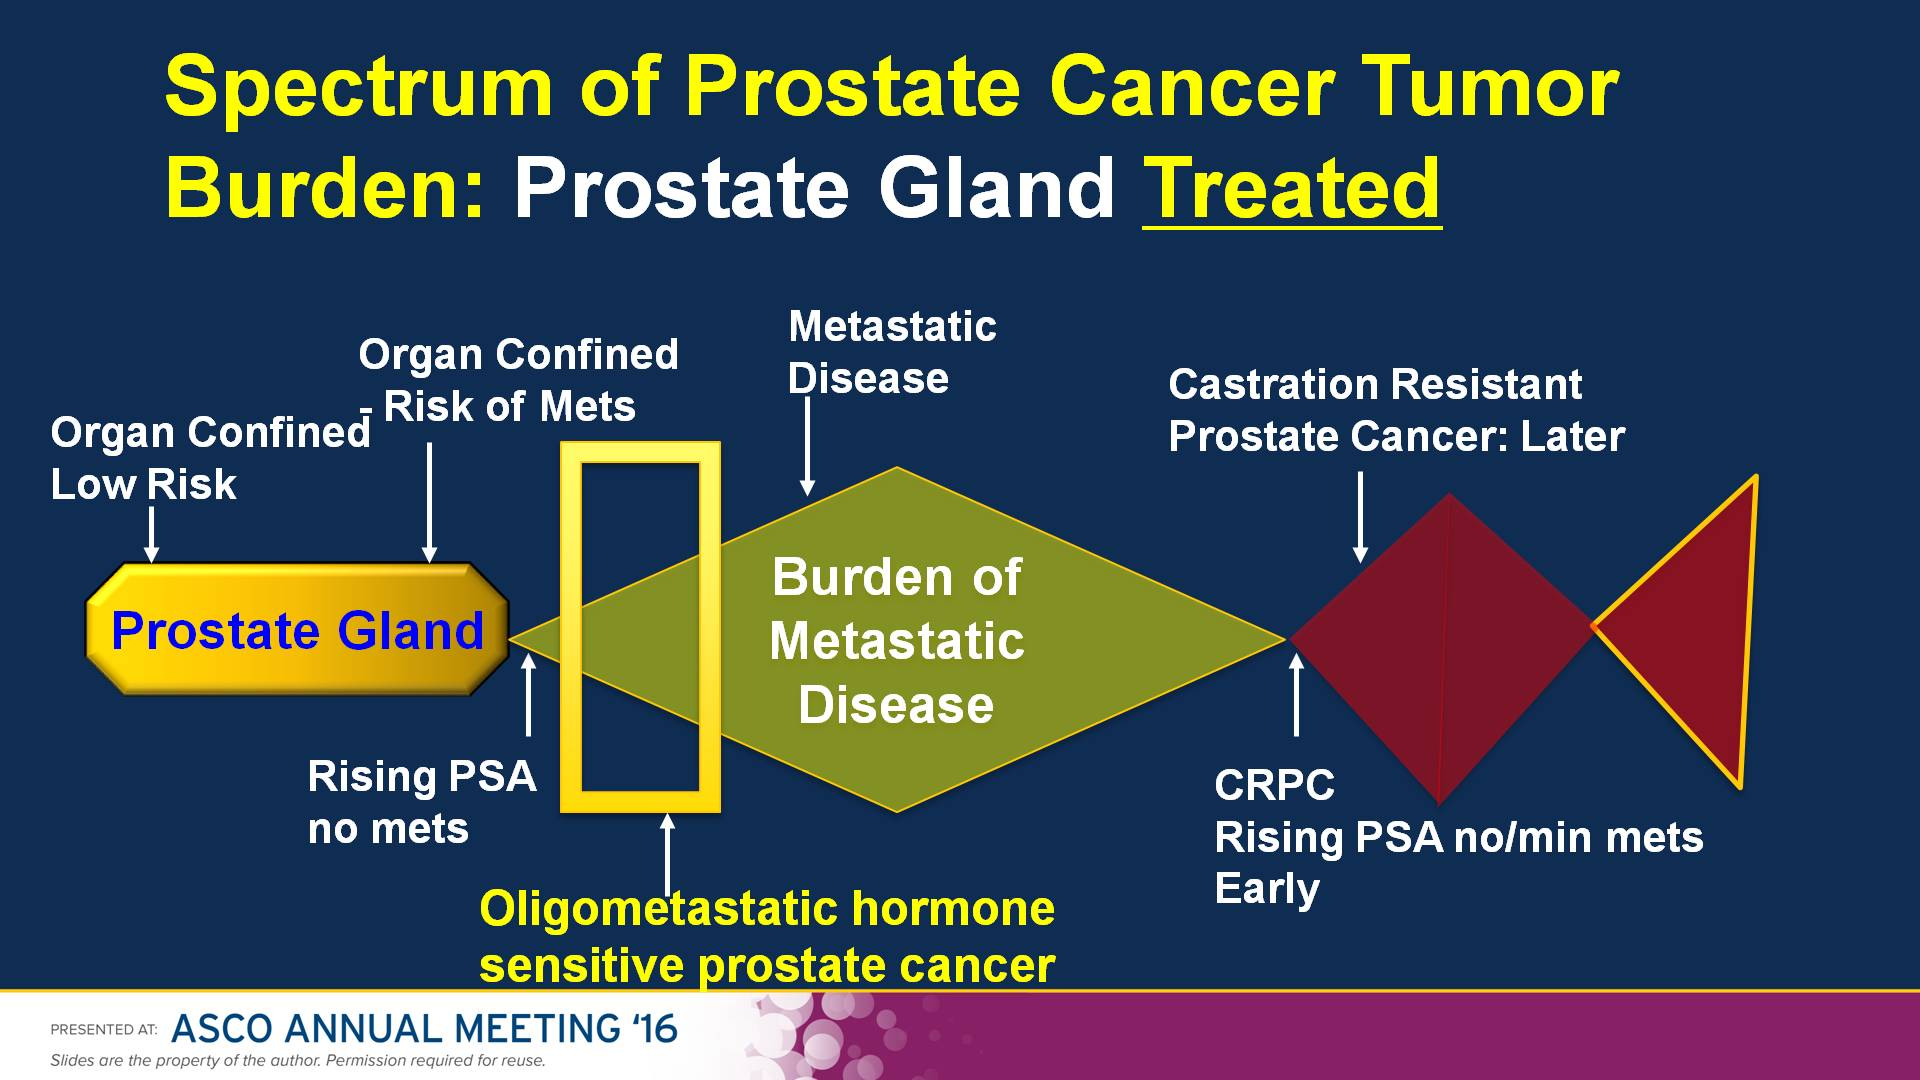 Spectrum of Prostate Cancer Tumor
Burden: Prostate Gland Treated
Organ Confined
Low Risk
Organ Confined
- Risk of Mets
Metastatic
Disease
Castration Resistant
Prostate Cancer: Later
Prostate Gland
Burden of
Metastatic
Disease
Rising PSA
no mets
Oligometastatic hormone
sensitive prostate cancer
CRPC
Rising PSA no/min mets
Early
PRESENTED AT: ASCO ANNUAL MEETING ‘16
Slides are the property of the author. Permission required for reuse.